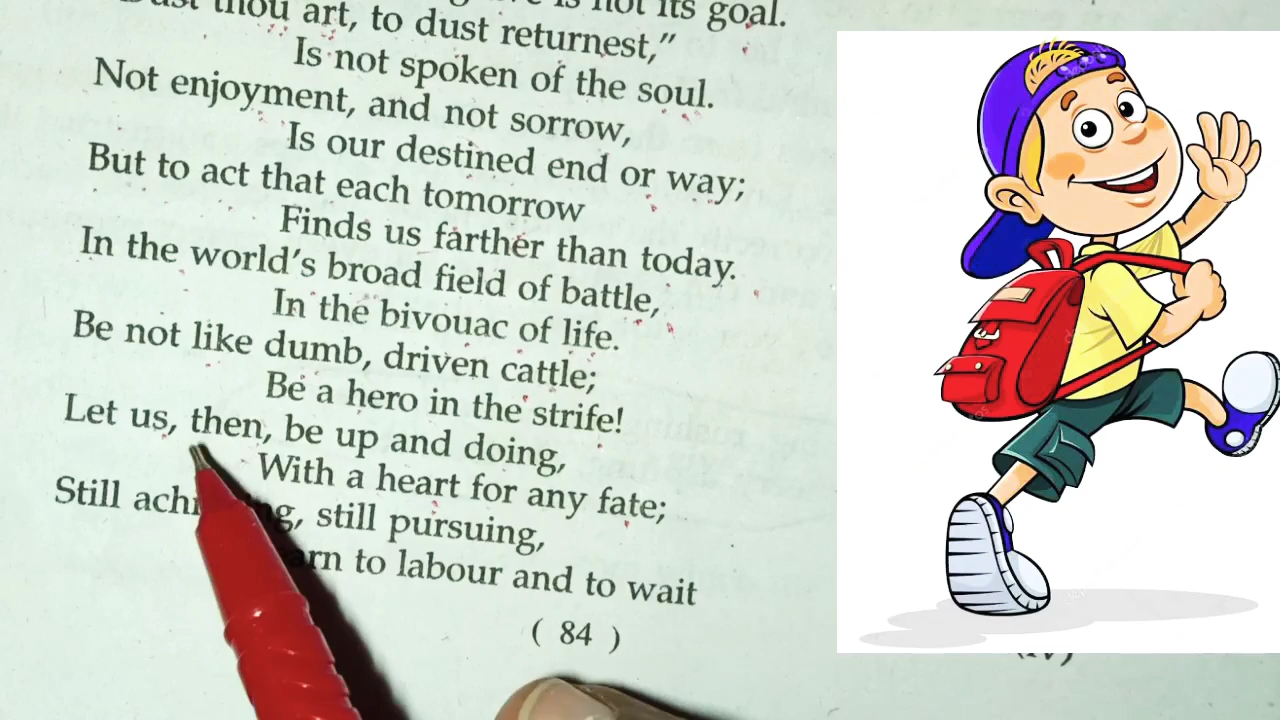 is not its goal.
thou art, to dust returnest,"
Is not spoken of the soul.
Not enjoyment, and not sorrow,
Is our destined end or way;
But to act that each tomorrow
Finds us farther than today.
In the world's broad field of battle,
In the bivouac of life.
Be not like dumb, driven cattle;
Be a hero in the strife!
Let us, then, be up and doing,
With a heart for any fate;
Still still pursuing,
to labour and to wait
( 84 )